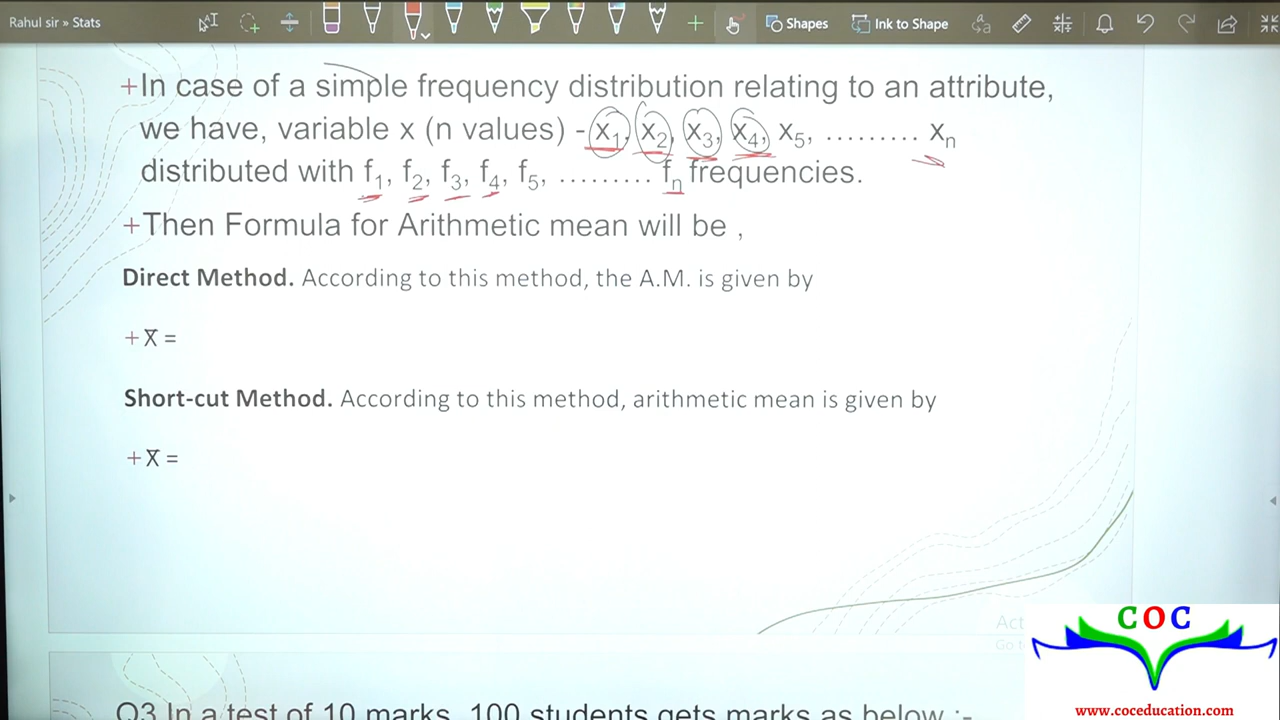 Rahul sir » Stats
Shapes
Ink to Shape
+In case of a simple frequency distribution relating to an attribute,
we have, variable x (n values) - x₁, x₂, x₃, x₄, x₅, ……… xₙ
distributed with f₁, f₂, f₃, f₄, f₅, ……… fₙ frequencies.
+Then Formula for Arithmetic mean will be ,
Direct Method. According to this method, the A.M. is given by
+ X̅ =
Short-cut Method. According to this method, arithmetic mean is given by
+ X̅ =
Act
Go t
COC
www.coceducation.com
Q3 In a test of 10 marks, 100 students gets marks as below :-